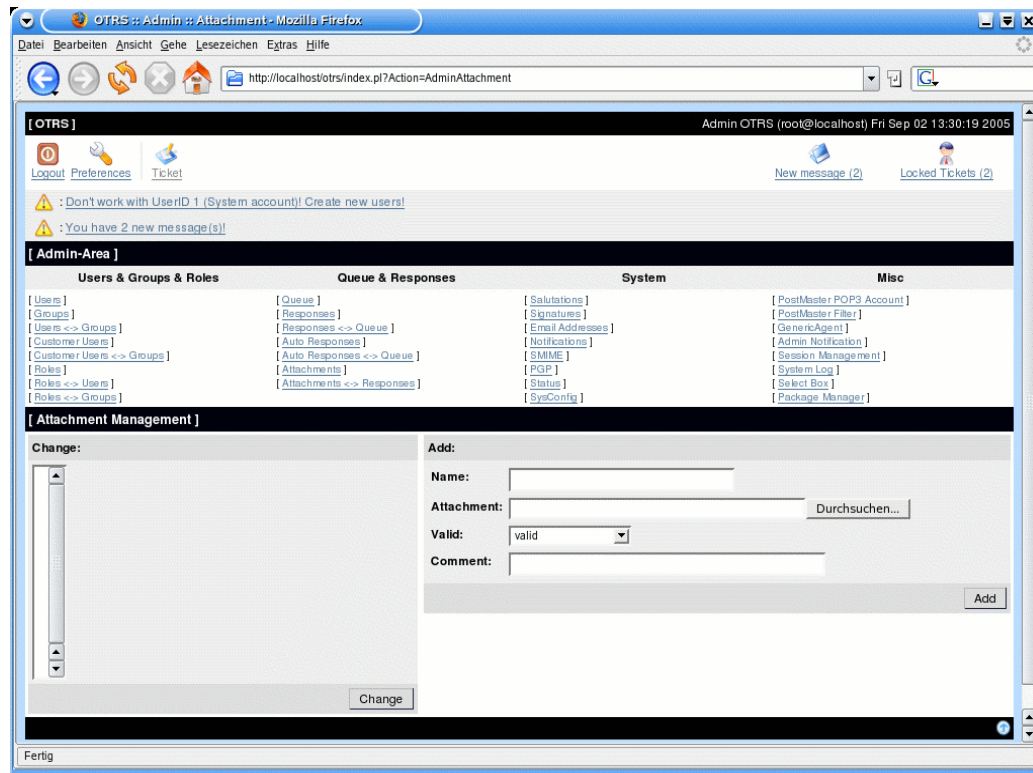 OTRS :: Admin :: Attachment - Mozilla Firefox
Datei Bearbeiten Ansicht Gehe Lesezeichen Extras Hilfe
http://localhost/otrs/index.pl?Action=AdminAttachment
[ OTRS ] Admin OTRS (root@localhost) Fri Sep 02 13:30:19 2005
Logout Preferences Ticket New message (2) Locked Tickets (2)
: Don't work with UserID 1 (System account)! Create new users!
: You have 2 new message(s)!
[ Admin-Area ]
Users & Groups & Roles Queue & Responses System Misc
[ Users ] [ Queue ] [ Salutations ] [ PostMaster POP3 Account ]
[ Groups ] [ Responses ] [ Signatures ] [ PostMaster Filter ]
[ Users <-> Groups ] [ Responses <-> Queue ] [ Email Addresses ] [ GenericAgent ]
[ Customer Users ] [ Auto Responses ] [ Notifications ] [ Admin Notification ]
[ Customer Users <-> Groups ] [ Auto Responses <-> Queue ] [ SMIME ] [ Session Management ]
[ Roles ] [ Attachments ] [ PGP ] [ System Log ]
[ Roles <-> Users ] [ Attachments <-> Responses ] [ Status ] [ Select Box ]
[ Roles <-> Groups ] [ SysConfig ] [ Package Manager ]
[ Attachment Management ]
Change: Add:
Name:
Attachment: Durchsuchen...
Valid: valid
Comment:
Add
Change
Fertig